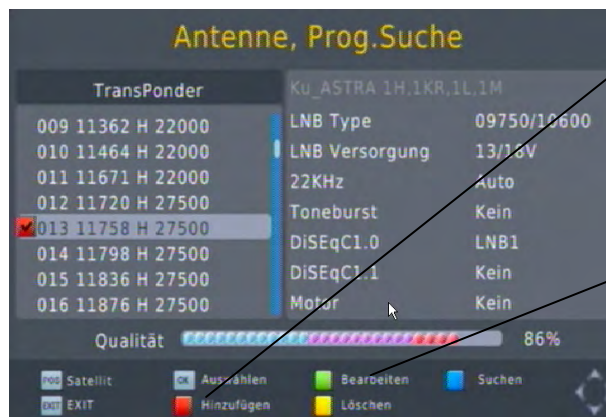 Antenne, Prog.Suche
TransPonder
009 11362 H 22000
010 11464 H 22000
011 11671 H 22000
012 11720 H 27500
013 11758 H 27500
014 11798 H 27500
015 11836 H 27500
016 11876 H 27500
Ku_ASTRA 1H,1KR,1L,1M
LNB Type 09750/10600
LNB Versorgung 13/18V
22KHz Auto
Toneburst Kein
DiSEqC1.0 LNB1
DiSEqC1.1 Kein
Motor Kein
Qualität 86%
POS Satellit OK Auswählen Bearbeiten Suchen
EXIT EXIT Hinzufügen Löschen